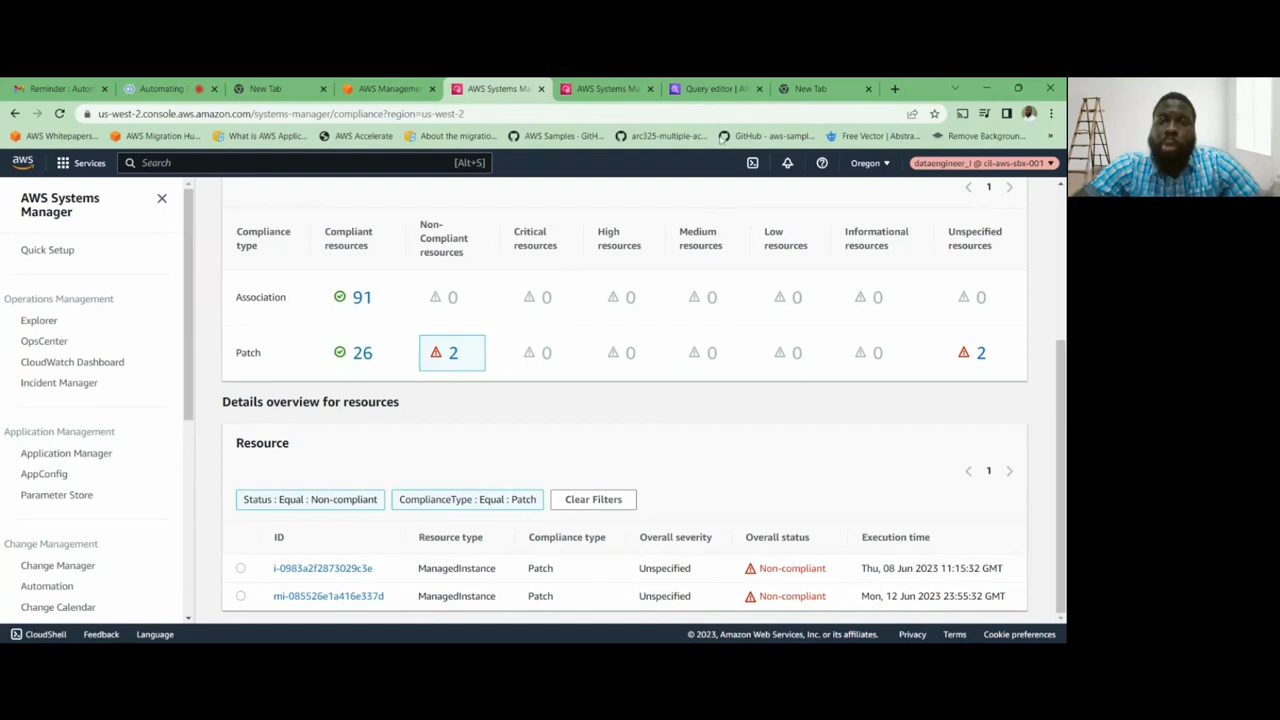 Reminder : Auton
Automating
New Tab
AWS Manageme
AWS Systems Ma
AWS Systems Ma
Query editor | At
New Tab
us-west-2.console.aws.amazon.com/systems-manager/compliance?region=us-west-2
AWS Whitepapers...
AWS Migration Hu...
What is AWS Applic...
AWS Accelerate
About the migratio...
AWS Samples - GitH...
arc325-multiple-ac...
GitHub - aws-sampl...
Free Vector | Abstra...
Remove Backgroun...
aws
Services
Search
[Alt+S]
Oregon
dataengineer_I @ cil-aws-sbx-001
AWS Systems
Manager
Quick Setup
Operations Management
Explorer
OpsCenter
CloudWatch Dashboard
Incident Manager
Application Management
Application Manager
AppConfig
Parameter Store
Change Management
Change Manager
Automation
Change Calendar
1
Compliance type
Compliant resources
Non-Compliant resources
Critical resources
High resources
Medium resources
Low resources
Informational resources
Unspecified resources
Association 91 0 0 0 0 0 0 0
Patch 26 2 0 0 0 0 0 2
Details overview for resources
Resource
1
Status : Equal : Non-compliant
ComplianceType : Equal : Patch
Clear Filters
ID Resource type Compliance type Overall severity Overall status Execution time
i-0983a2f2873029c3e ManagedInstance Patch Unspecified Non-compliant Thu, 08 Jun 2023 11:15:32 GMT
mi-085526e1a416e337d ManagedInstance Patch Unspecified Non-compliant Mon, 12 Jun 2023 23:55:32 GMT
CloudShell
Feedback
Language
© 2023, Amazon Web Services, Inc. or its affiliates.
Privacy
Terms
Cookie preferences